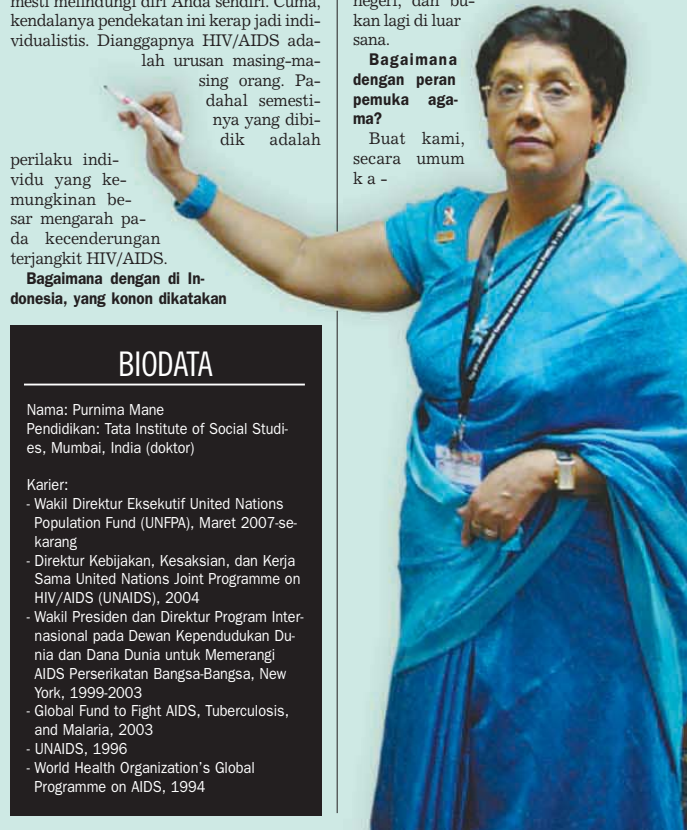 mesti melindungi diri Anda sendiri. Cuma,
kendalanya pendekatan ini kerap jadi indi-
vidualistis. Dianggapnya HIV/AIDS ada-
lah urusan masing-ma-
sing orang. Pa-
dahal semesti-
nya yang dibi-
dik adalah
perilaku indi-
vidu yang ke-
mungkinan be-
sar mengarah pa-
da kecenderungan
terjangkit HIV/AIDS.
Bagaimana dengan di In-
donesia, yang konon dikatakan
negeri, dan bu-
kan lagi di luar
sana.
Bagaimana
dengan peran
pemuka aga-
ma?
Buat kami,
secara umum
ka-
BIODATA
Nama: Purnima Mane
Pendidikan: Tata Institute of Social Studi-
es, Mumbai, India (doktor)
Karier:
- Wakil Direktur Eksekutif United Nations
Population Fund (UNFPA), Maret 2007-se-
karang
- Direktur Kebijakan, Kesaksian, dan Kerja
Sama United Nations Joint Programme on
HIV/AIDS (UNAIDS), 2004
- Wakil Presiden dan Direktur Program Inter-
nasional pada Dewan Kependudukan Du-
nia dan Dana Dunia untuk Memerangi
AIDS Perserikatan Bangsa-Bangsa, New
York, 1999-2003
- Global Fund to Fight AIDS, Tuberculosis,
and Malaria, 2003
- UNAIDS, 1996
- World Health Organization's Global
Programme on AIDS, 1994